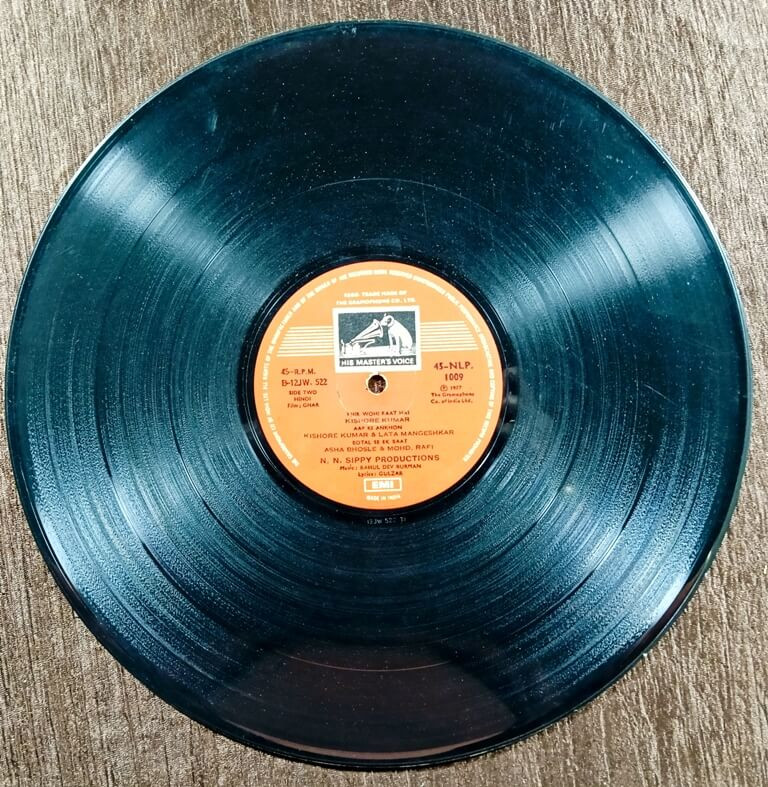 REGD. TRADE MARK OF
THE GRAMOPHONE CO., LTD.
HIS MASTER'S VOICE
45-R.P.M.
B-12JW. 522
SIDE TWO
HINDI
Film: GHAR
45-NLP.
1009
Ⓟ 1977
The Gramophone
Co. of India Ltd.
PHIR WOHI RAAT HAI
KISHORE KUMAR
AAP KI ANKHON
KISHORE KUMAR & LATA MANGESHKAR
BOTAL SE EK BAAT
ASHA BHOSLE & MOHD. RAFI
N. N. SIPPY PRODUCTIONS
Music: RAHUL DEV BURMAN
Lyrics: GULZAR
EMI
MADE IN INDIA
12JW 522